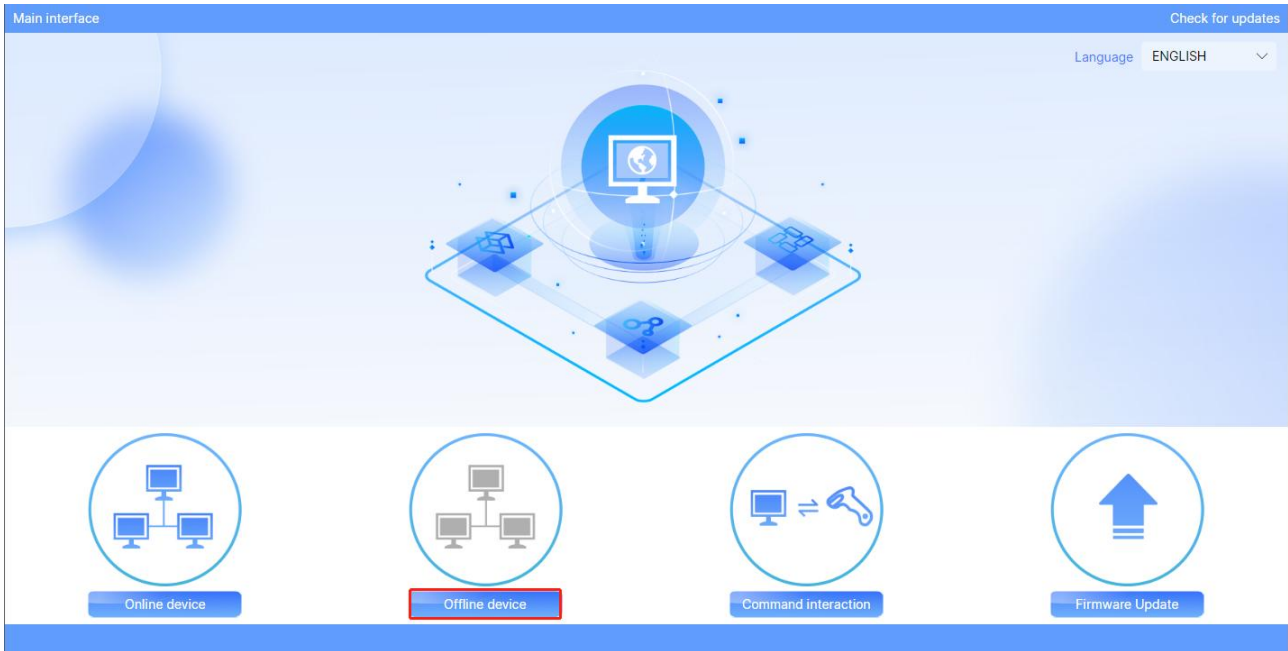 Main interface
Check for updates
Language
ENGLISH
Online device
Offline device
Command interaction
Firmware Update